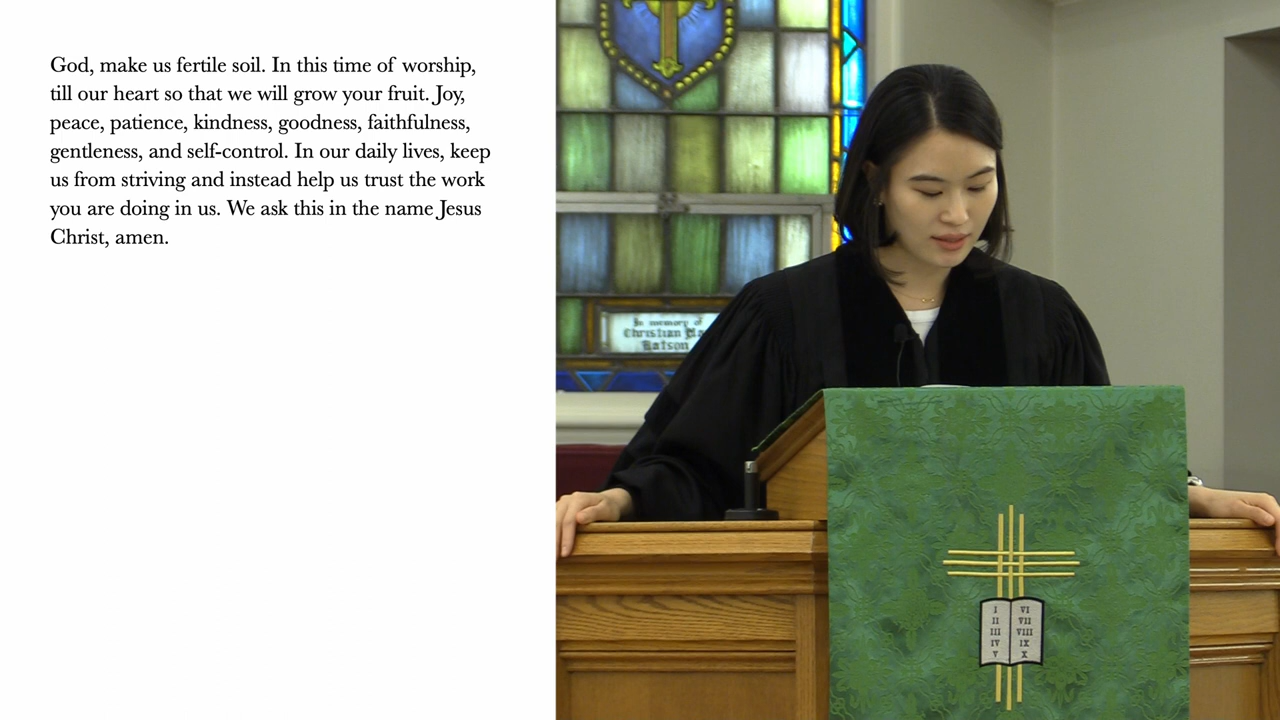 God, make us fertile soil. In this time of worship,
till our heart so that we will grow your fruit. Joy,
peace, patience, kindness, goodness, faithfulness,
gentleness, and self-control. In our daily lives, keep
us from striving and instead help us trust the work
you are doing in us. We ask this in the name Jesus
Christ, amen.
In memory of
Christian
I VI
II VII
III VIII
IV IX
V X